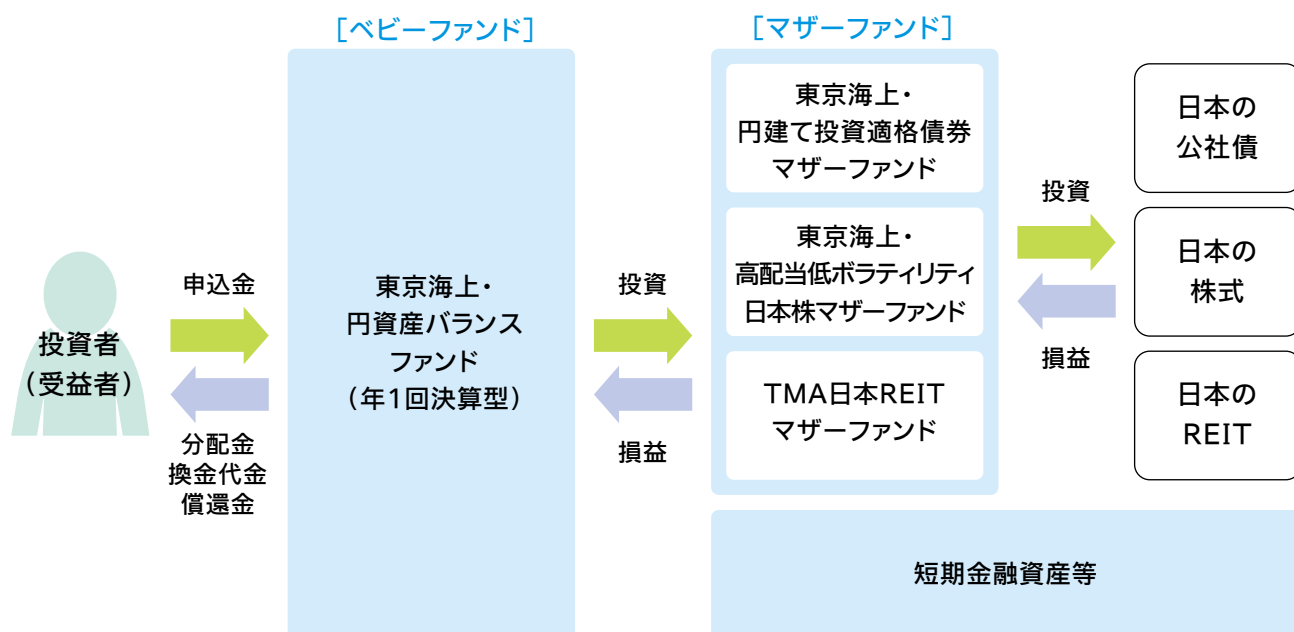 ［ベビーファンド］
［マザーファンド］
投資者
（受益者）
申込金
分配金
換金代金
償還金
東京海上・
円資産バランス
ファンド
（年1回決算型）
投資
損益
東京海上・
円建て投資適格債券
マザーファンド
東京海上・
高配当低ボラティリティ
日本株マザーファンド
TMA日本REIT
マザーファンド
投資
損益
日本の
公社債
日本の
株式
日本の
REIT
短期金融資産等